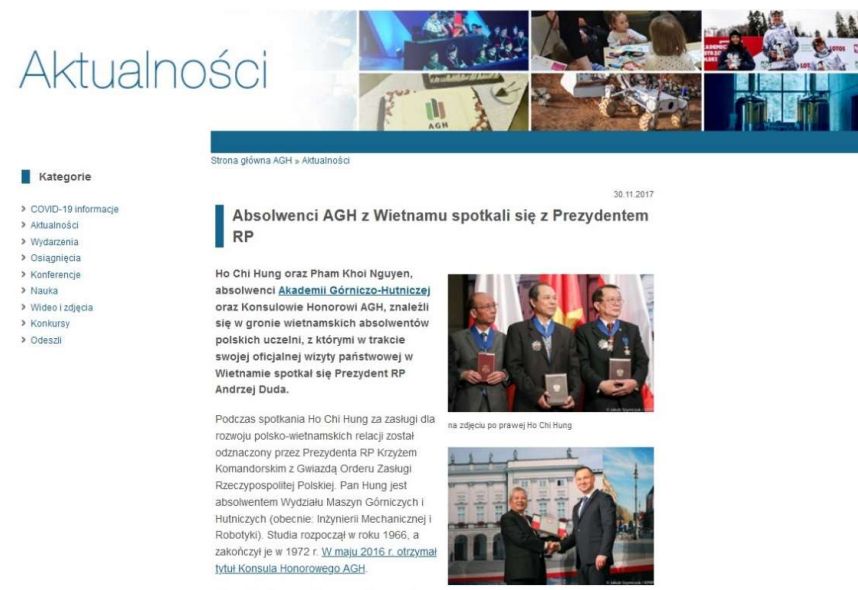 Aktualności
AGH
Strona główna AGH » Aktualności
Kategorie
COVID-19 informacje
Aktualności
Wydarzenia
Osiągnięcia
Konferencje
Nauka
Wideo i zdjęcia
Konkursy
Odeszli
30.11.2017
Absolwenci AGH z Wietnamu spotkali się z Prezydentem
RP
Ho Chi Hung oraz Pham Khoi Nguyen,
absolwenci Akademii Górniczo-Hutniczej
oraz Konsulowie Honorowi AGH, znaleźli
się w gronie wietnamskich absolwentów
polskich uczelni, z którymi w trakcie
swojej oficjalnej wizyty państwowej w
Wietnamie spotkał się Prezydent RP
Andrzej Duda.
Podczas spotkania Ho Chi Hung za zasługi dla
rozwoju polsko-wietnamskich relacji został
odznaczony przez Prezydenta RP Krzyżem
Komandorskim z Gwiazdą Orderu Zasługi
Rzeczypospolitej Polskiej. Pan Hung jest
absolwentem Wydziału Maszyn Górniczych i
Hutniczych (obecnie: Inżynierii Mechanicznej i
Robotyki). Studia rozpoczął w roku 1966, a
zakończył je w 1972 r. W maju 2016 r. otrzymał
tytuł Konsula Honorowego AGH.
na zdjęciu po prawej Ho Chi Hung